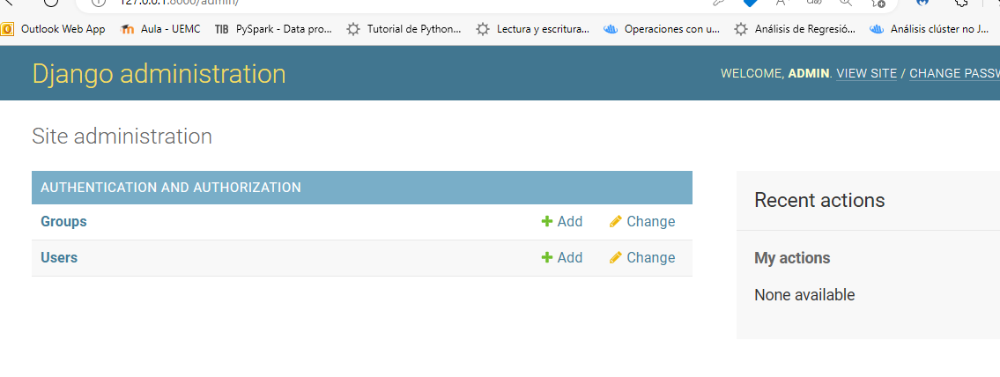 127.0.0.1:8000/admin/
Outlook Web App Aula - UEMC TIB PySpark - Data pro... Tutorial de Python... Lectura y escritura... Operaciones con u... Análisis de Regresió... Análisis clúster no J...
Django administration
WELCOME, ADMIN. VIEW SITE / CHANGE PASSW
Site administration
AUTHENTICATION AND AUTHORIZATION
Groups Add Change
Users Add Change
Recent actions
My actions
None available